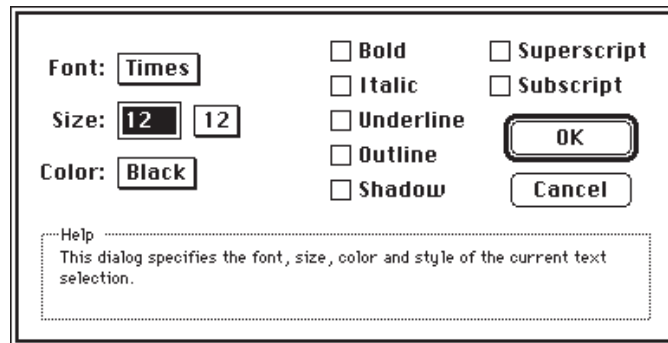 Font: Times
Size: 12 12
Color: Black
Bold
Italic
Underline
Outline
Shadow
Superscript
Subscript
OK
Cancel
Help
This dialog specifies the font, size, color and style of the current text
selection.